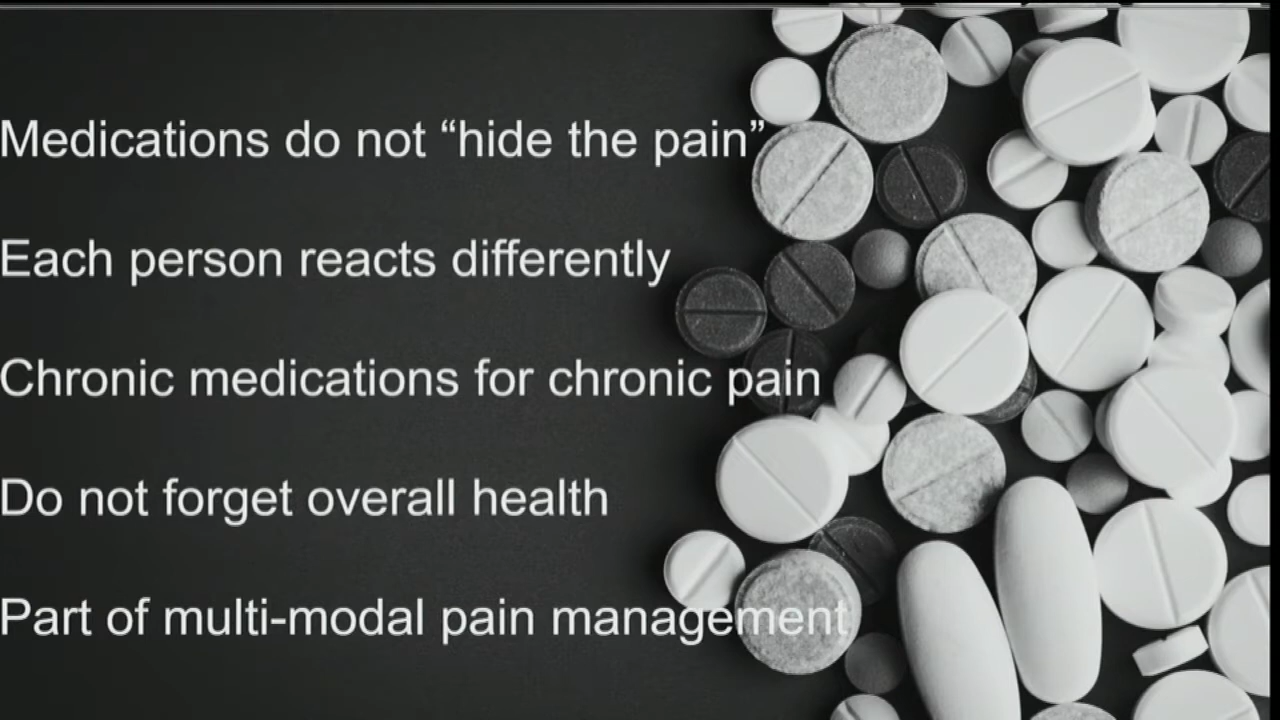 Medications do not “hide the pain”
Each person reacts differently
Chronic medications for chronic pain
Do not forget overall health
Part of multi-modal pain management